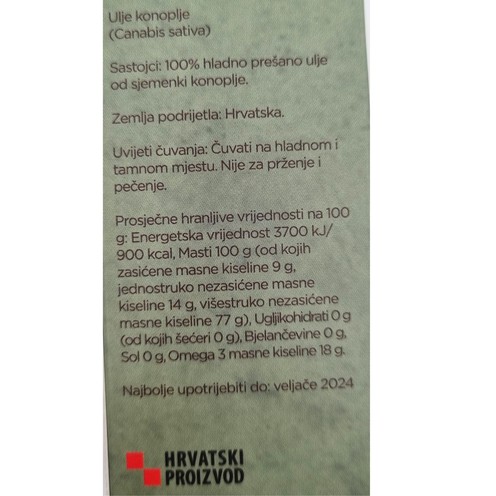 Ulje konoplje
(Canabis sativa)
Sastojci: 100% hladno prešano ulje
od sjemenki konoplje.
Zemlja podrijetla: Hrvatska.
Uvijeti čuvanja: Čuvati na hladnom i
tamnom mjestu. Nije za prženje i
pečenje.
Prosječne hranljive vrijednosti na 100
g: Energetska vrijednost 3700 kJ/
900 kcal, Masti 100 g (od kojih
zasićene masne kiseline 9 g,
jednostruko nezasićene masne
kiseline 14 g, višestruko nezasićene
masne kiseline 77 g), Ugljikohidrati 0 g
(od kojih šećeri 0 g), Bjelančevine 0 g,
Sol 0 g, Omega 3 masne kiseline 18 g.
Najbolje upotrijebiti do: veljače 2024
HRVATSKI
PROIZVOD